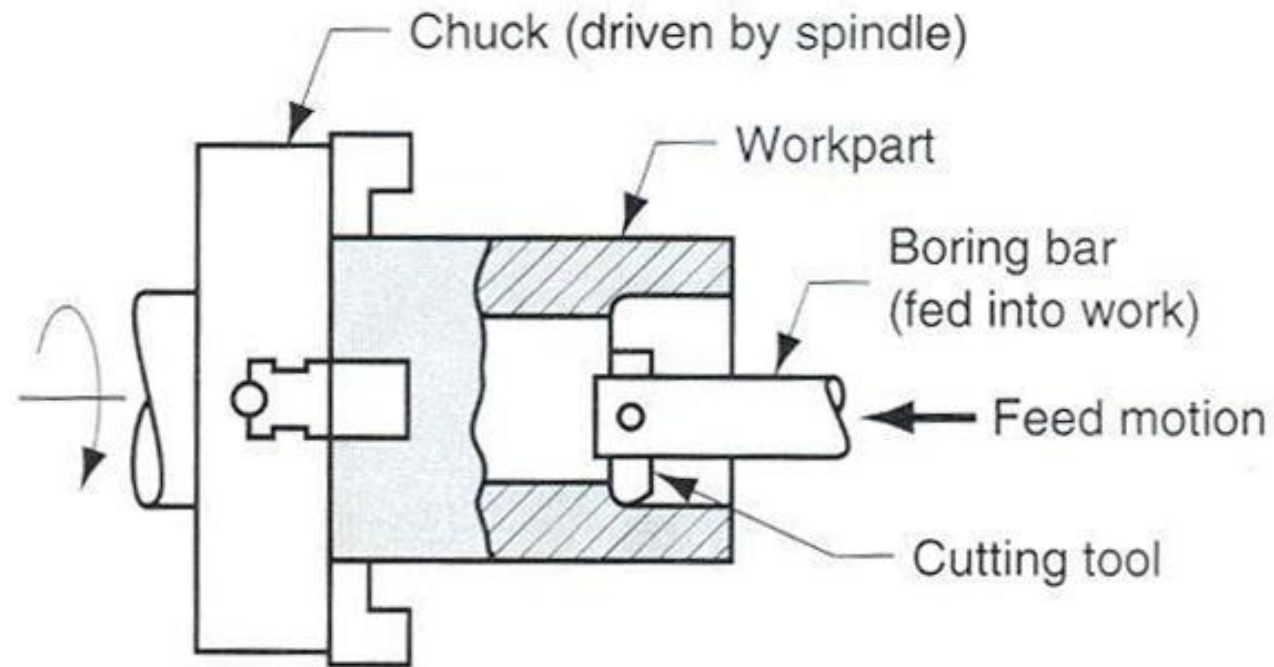 Chuck (driven by spindle)
Workpart
Boring bar
(fed into work)
Feed motion
Cutting tool